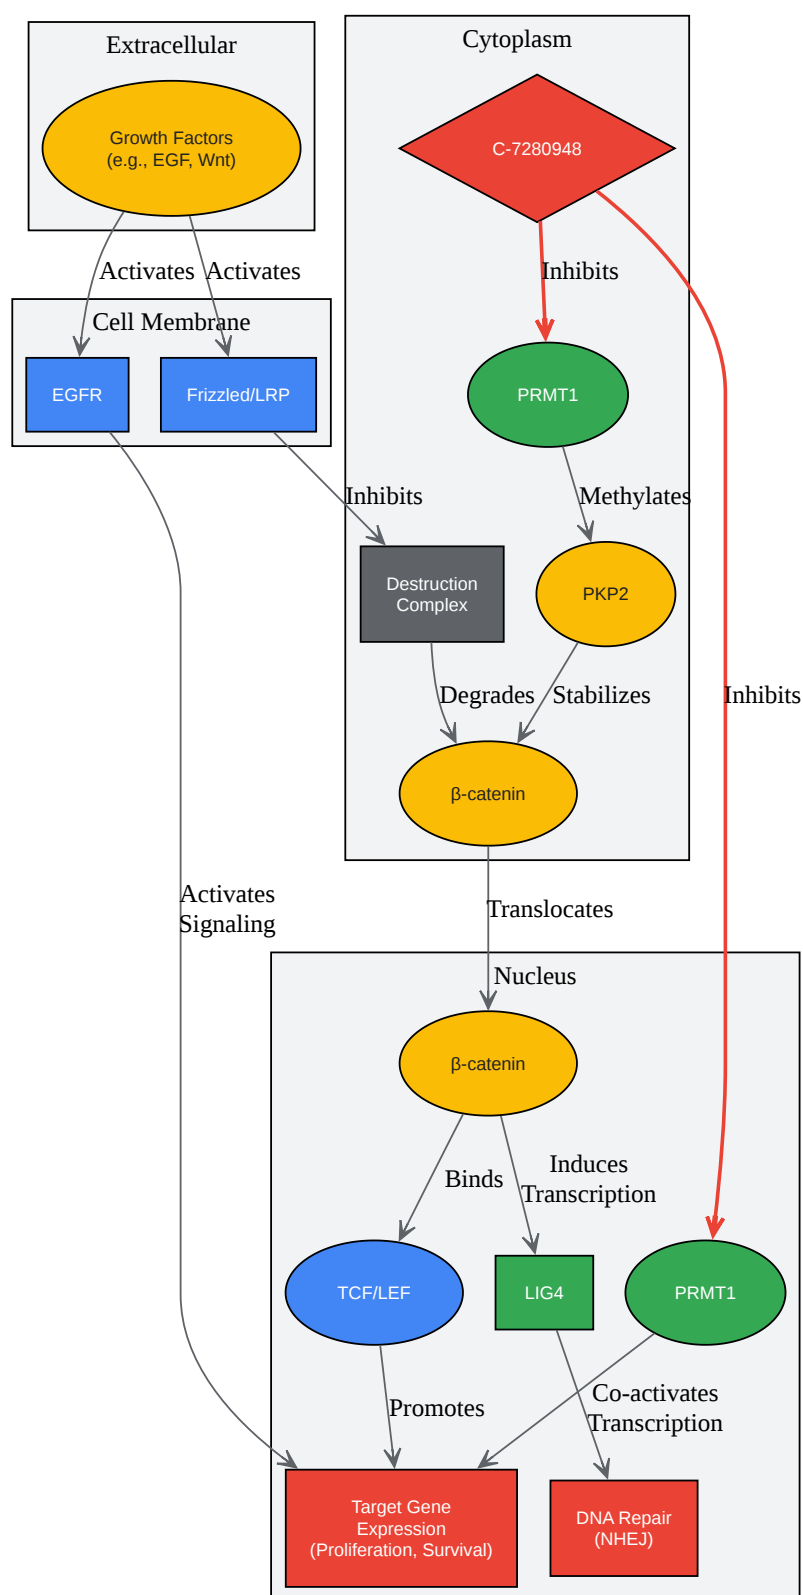 Extracellular
Growth Factors
(e.g., EGF, Wnt)
Cytoplasm
C-7280948
Activates
Activates
Inhibits
Cell Membrane
EGFR
Frizzled/LRP
PRMT1
Inhibits
Methylates
Destruction
Complex
PKP2
Degrades
Stabilizes
Inhibits
β-catenin
Activates
Signaling
Translocates
Nucleus
β-catenin
Binds
Induces
Transcription
TCF/LEF
LIG4
PRMT1
Promotes
Co-activates
Transcription
Target Gene
Expression
(Proliferation, Survival)
DNA Repair
(NHEJ)